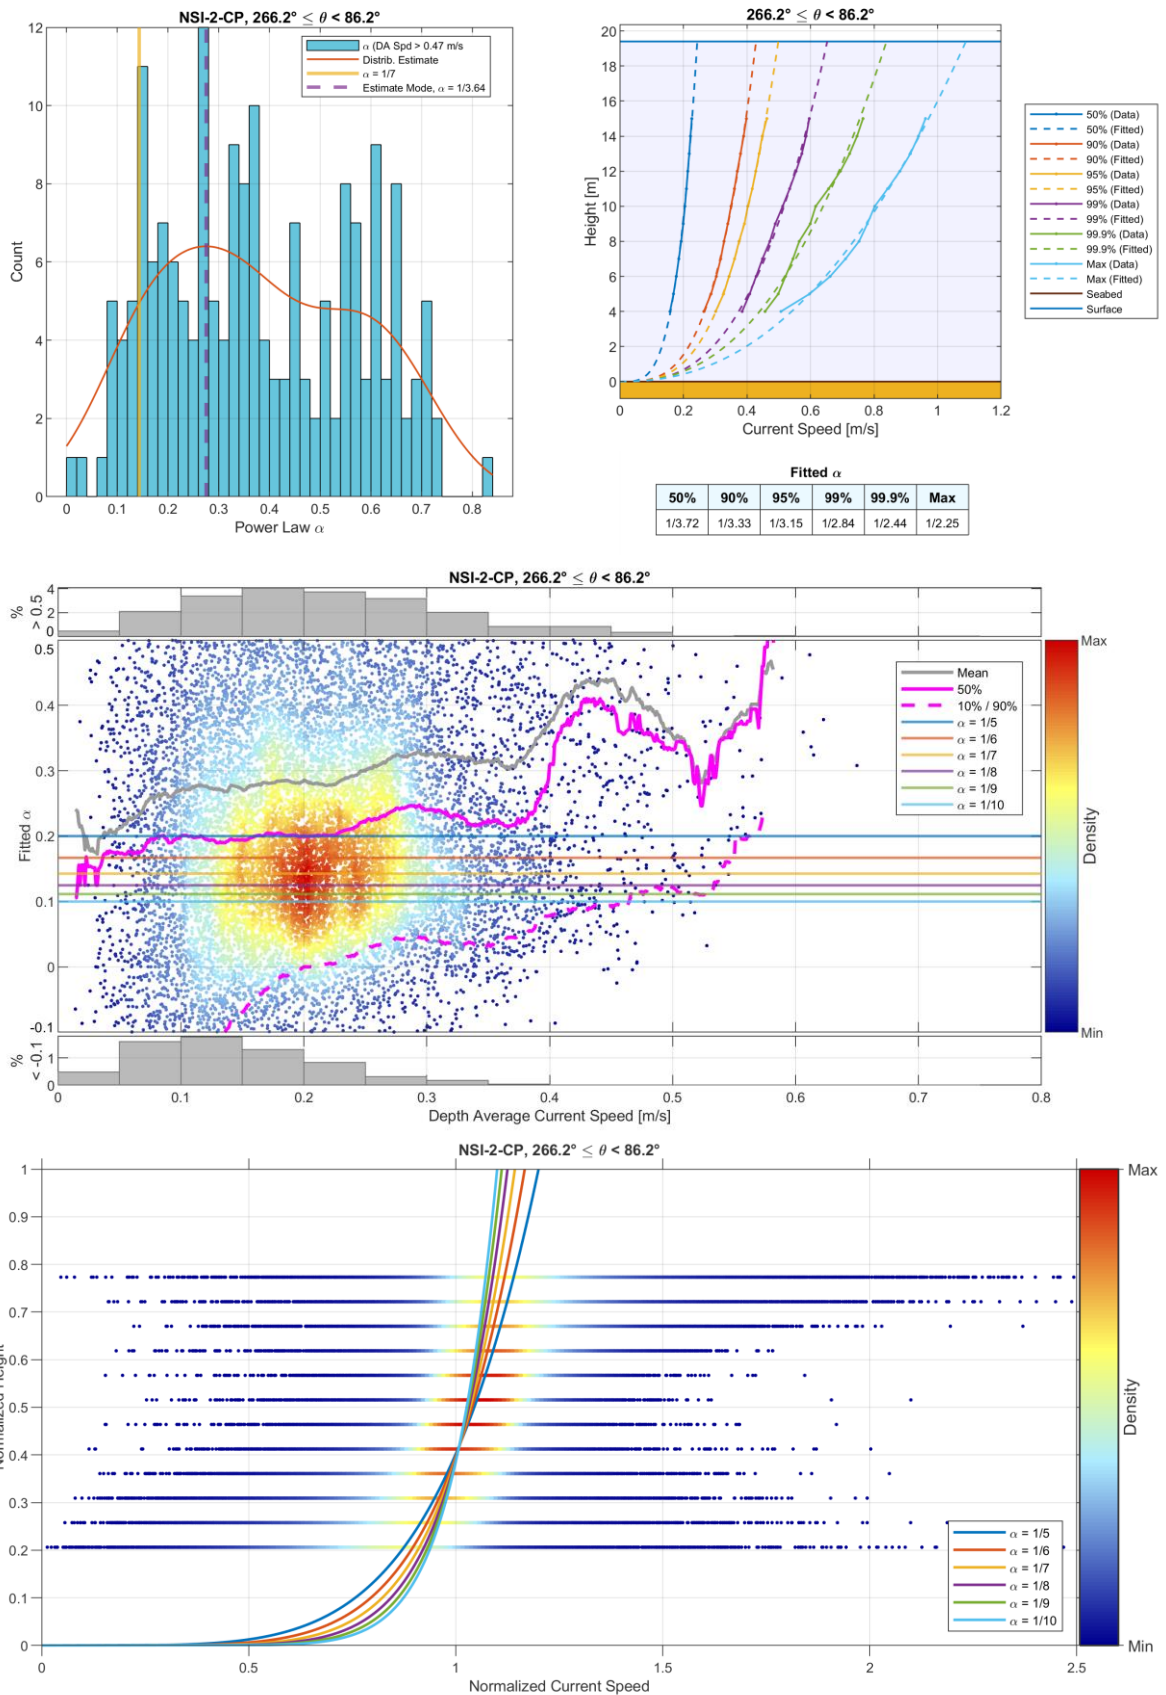 NSI-2-CP, 266.2° ≤ θ < 86.2°
12
10
8
6
4
2
0
Count
0 0.1 0.2 0.3 0.4 0.5 0.6 0.7 0.8
Power Law α
α (DA Spd > 0.47 m/s
Distrib. Estimate
α = 1/7
Estimate Mode, α = 1/3.64
266.2° ≤ θ < 86.2°
20
18
16
14
12
10
8
6
4
2
0
Height [m]
0 0.2 0.4 0.6 0.8 1 1.2
Current Speed [m/s]
50% (Data)
50% (Fitted)
90% (Data)
90% (Fitted)
95% (Data)
95% (Fitted)
99% (Data)
99% (Fitted)
99.9% (Data)
99.9% (Fitted)
Max (Data)
Max (Fitted)
Seabed
Surface
Fitted α
50% 90% 95% 99% 99.9% Max
1/3.72 1/3.33 1/3.15 1/2.84 1/2.44 1/2.25
NSI-2-CP, 266.2° ≤ θ < 86.2°
%
> 0.5
4
2
0
0.5
0.4
0.3
0.2
0.1
0
-0.1
Fitted α
Mean
50%
10% / 90%
α = 1/5
α = 1/6
α = 1/7
α = 1/8
α = 1/9
α = 1/10
Max
Density
Min
%
< -0.1
1
0
0 0.1 0.2 0.3 0.4 0.5 0.6 0.7 0.8
Depth Average Current Speed [m/s]
NSI-2-CP, 266.2° ≤ θ < 86.2°
1
0.9
0.8
0.7
0.6
0.5
0.4
0.3
0.2
0.1
0
Normalized Height
α = 1/5
α = 1/6
α = 1/7
α = 1/8
α = 1/9
α = 1/10
Max
Density
Min
0 0.5 1 1.5 2 2.5
Normalized Current Speed